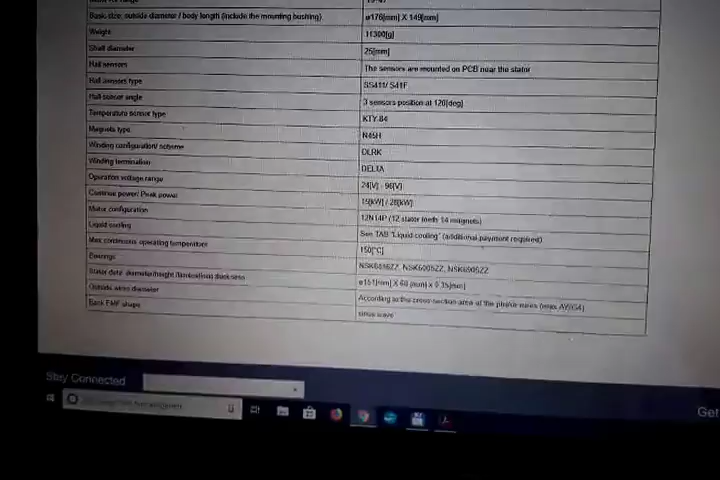 Basic size, outside diameter / body length (include the mounting bushing) ø176[mm] X 149[mm]
Weight 11300[g]
Shaft diameter 25[mm]
Hall sensors The sensors are mounted on PCB near the stator
Hall sensors type SS411/ S41F
Hall sensor angle 3 sensors position at 120[deg]
Temperature sensor type KTY 84
Magnets type N45H
Winding configuration/ scheme DLRK
Winding termination DELTA
Operation voltage range 24[V] - 96[V]
Continue power/ Peak power 15[kW] / 28[kW]
Motor configuration 12N14P (12 stator teeth 14 magnets)
Liquid cooling See TAB "Liquid cooling" (additional payment required)
Max continuous operating temperature 150[°C]
Bearings
Stator data: diameter/height /laminations thickness ø151[mm] X
Outside wires diameter According to the cross-section area of the phase wires
Back EMF shape sinus wave
Stay Connected
Get